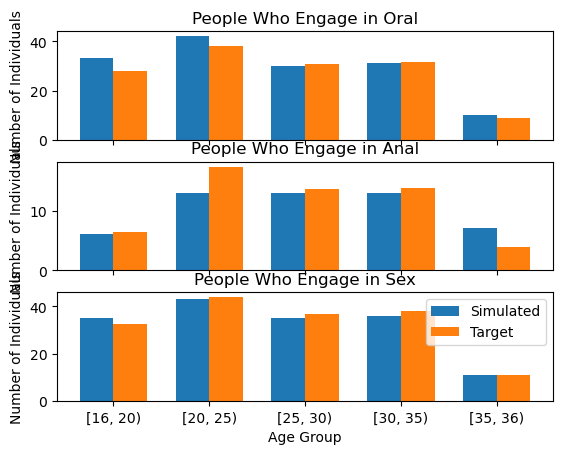 People Who Engage in Oral
Number of Individuals
40
20
0
People Who Engage in Anal
Number of Individuals
10
0
People Who Engage in Sex
Number of Individuals
40
20
0
Simulated
Target
[16, 20) [20, 25) [25, 30) [30, 35) [35, 36)
Age Group